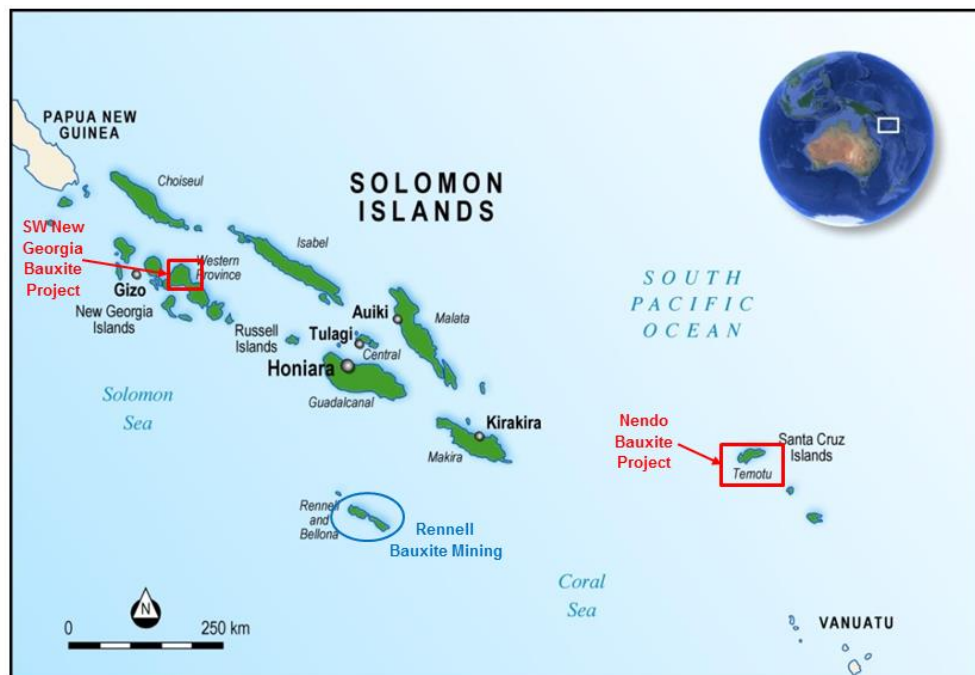 PAPUA NEW
GUINEA
Choiseul
SOLOMON
ISLANDS
SW New
Georgia
Bauxite
Project
Western
Province
Isabel
Gizo
New Georgia
Islands
Russell
Islands
Auiki
Malata
Tulagi
Central
Honiara
Guadalcanal
SOUTH
PACIFIC
OCEAN
Solomon
Sea
Kirakira
Makira
Nendo
Bauxite
Project
Santa Cruz
Islands
Temotu
Rennell
and
Bellona
Rennell
Bauxite Mining
Coral
Sea
N
0 250 km
VANUATU